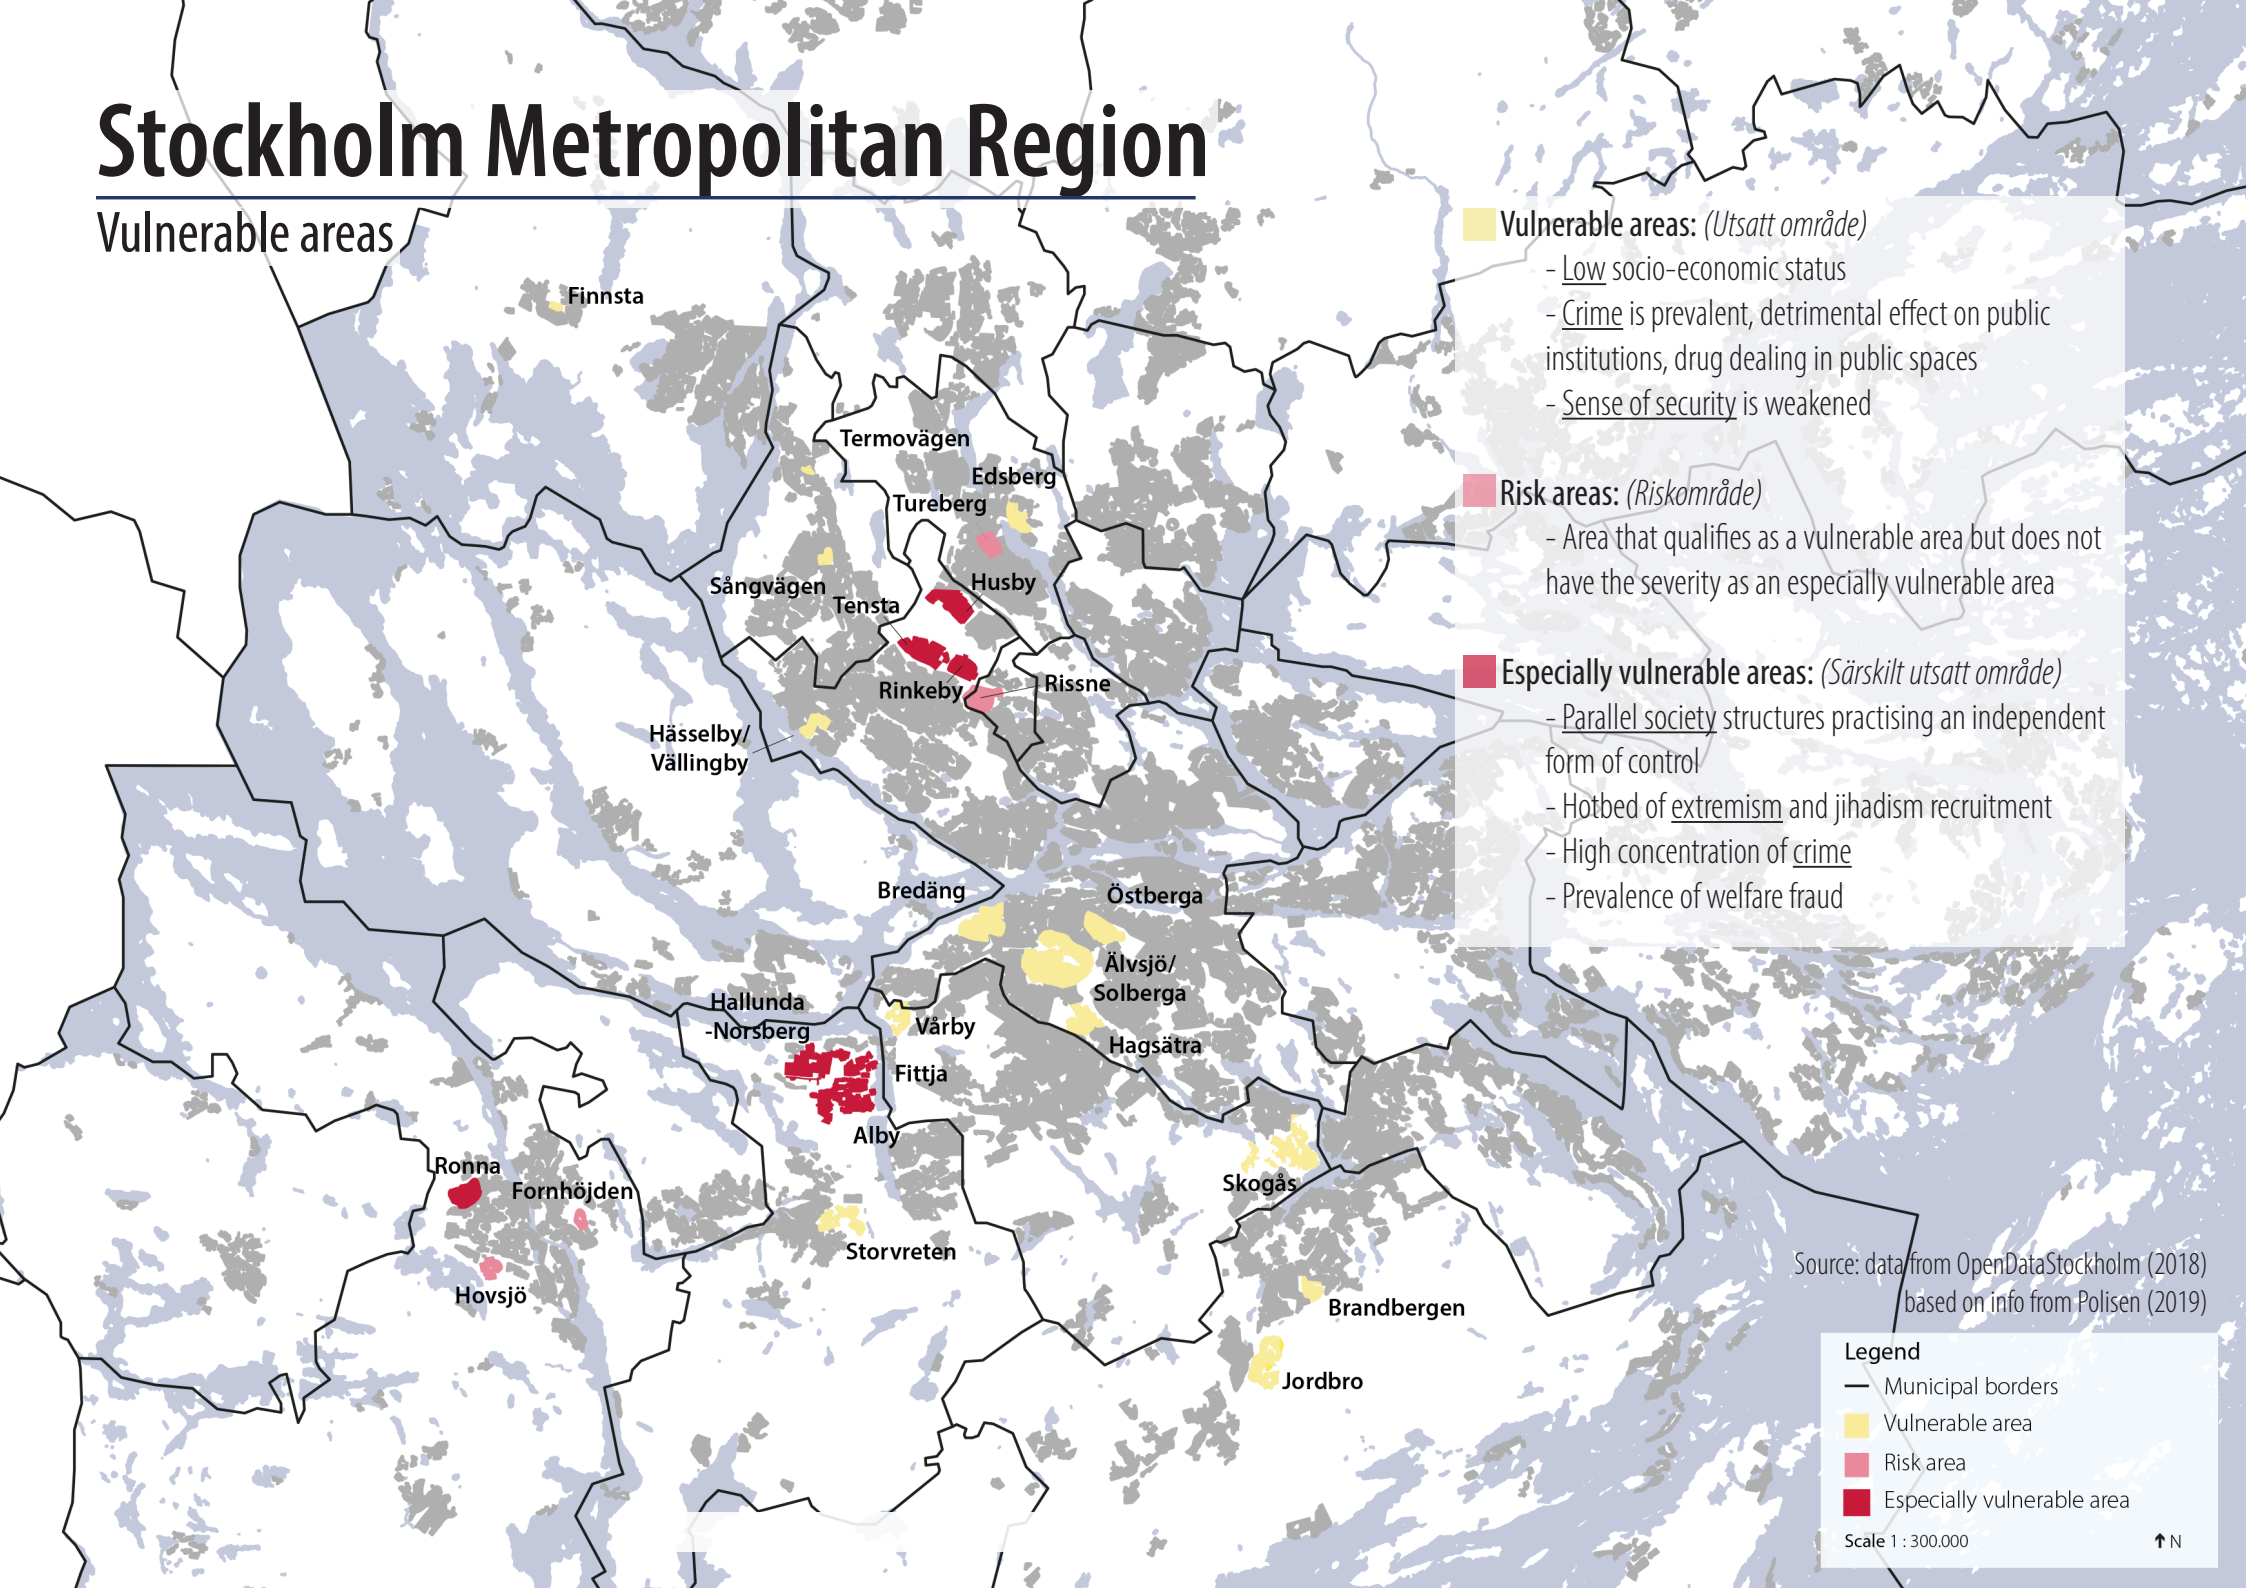 Stockholm Metropolitan Region
Vulnerable areas
Finnsta
Termovägen
Edsberg
Tureberg
Sångvägen
Husby
Tensta
Rinkeby
Rissne
Hässelby/
Vällingby
Bredäng
Östberga
Älvsjö/
Solberga
Hallunda
-Norsberg
Vårby
Hagsätra
Fittja
Alby
Ronna
Fornhöjden
Skogås
Storvreten
Hovsjö
Brandbergen
Jordbro
Vulnerable areas: (Utsatt område)
- Low socio-economic status
- Crime is prevalent, detrimental effect on public
institutions, drug dealing in public spaces
- Sense of security is weakened
Risk areas: (Riskområde)
- Area that qualifies as a vulnerable area but does not
have the severity as an especially vulnerable area
Especially vulnerable areas: (Särskilt utsatt område)
- Parallel society structures practising an independent
form of control
- Hotbed of extremism and jihadism recruitment
- High concentration of crime
- Prevalence of welfare fraud
Source: data from OpenDataStockholm (2018)
based on info from Polisen (2019)
Legend
Municipal borders
Vulnerable area
Risk area
Especially vulnerable area
Scale 1 : 300.000
N